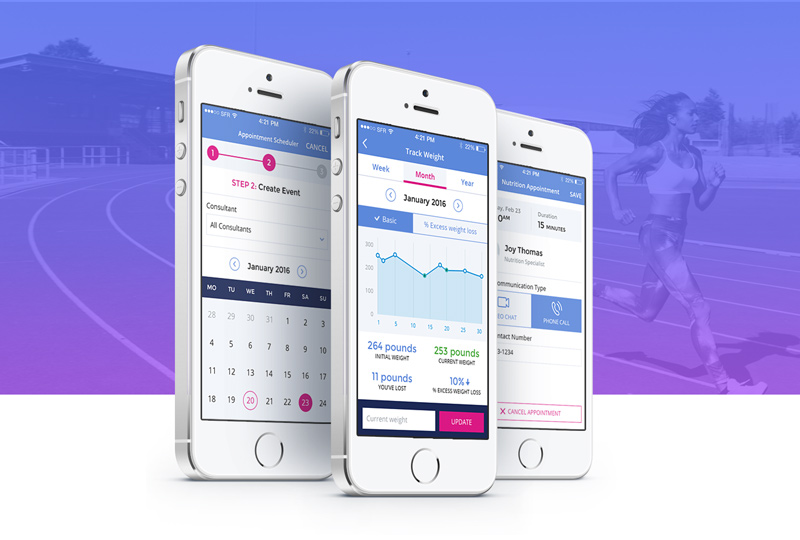 ●●●○○ SFR
4:21 PM
22%
Appointment Scheduler
CANCEL
1
2
3
STEP 2: Create Event
Consultant
All Consultants
January 2016
MO TU WE TH FR SA SU
28 29 30 31 1 2 3
4 5 6 7 8 9 10
11 12 13 14 15 16 17
18 19 20 21 22 23 24
●●●○○ SFR
4:21 PM
22%
Track Weight
Week
Month
Year
January 2016
Basic
% Excess weight loss
300
200
100
0
1 5 10 15 20 25 30
264 pounds
INITIAL WEIGHT
253 pounds
CURRENT WEIGHT
11 pounds
YOU'VE LOST
10%
% EXCESS WEIGHT LOSS
Current weight
UPDATE
4:21 PM
22%
Nutrition Appointment
SAVE
Feb 23
Duration
15 MINUTES
Joy Thomas
Nutrition Specialist
ommunication Type
CHAT
PHONE CALL
ontact Number
3-1234
CANCEL APPOINTMENT